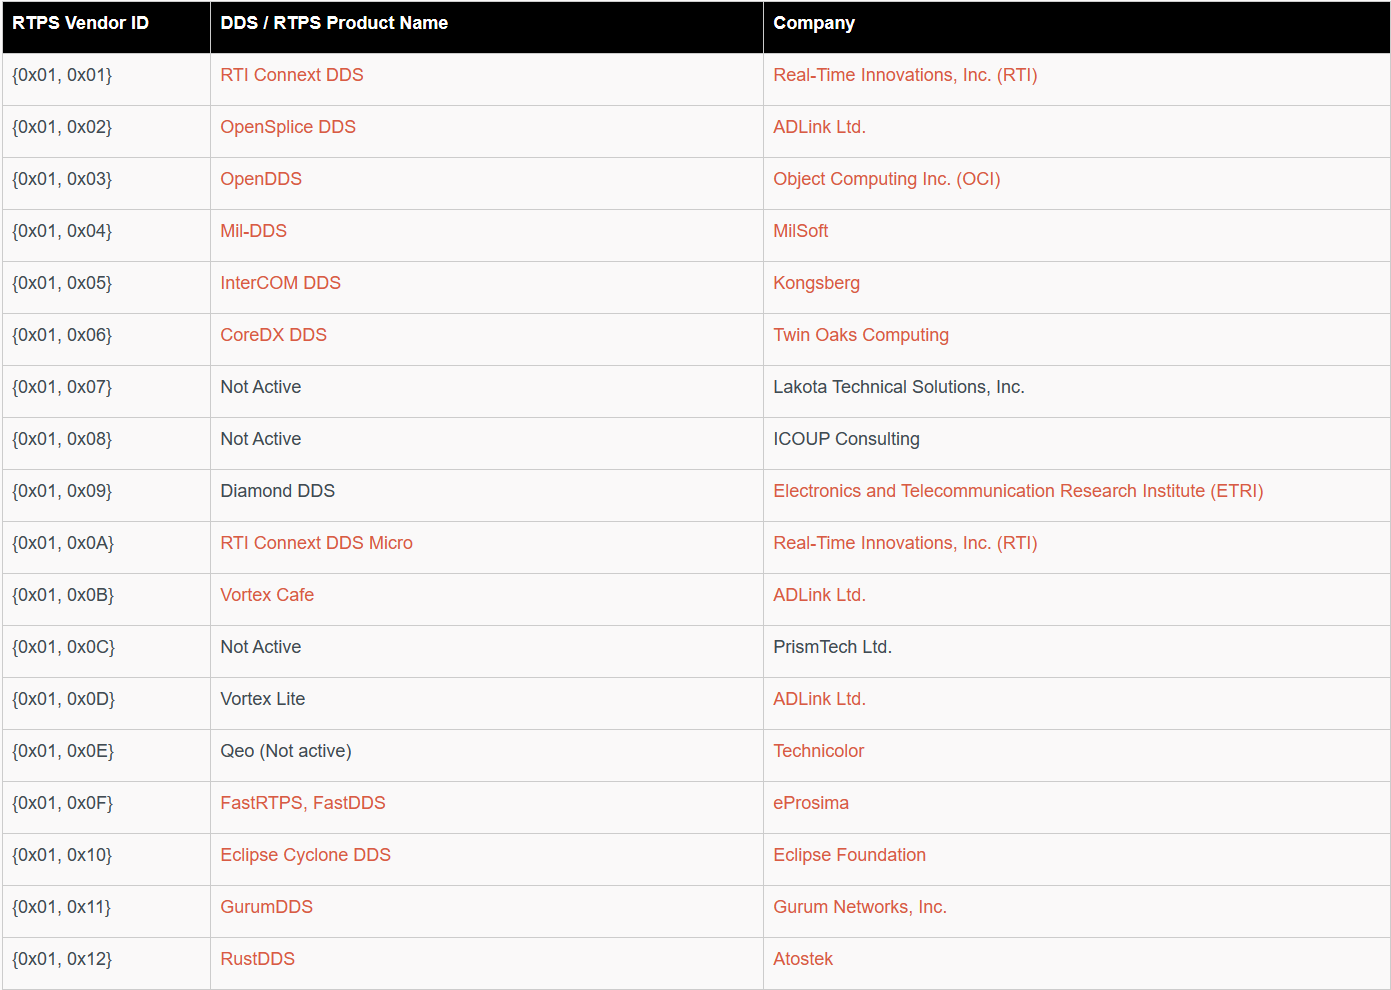 RTPS Vendor ID DDS / RTPS Product Name Company
{0x01, 0x01} RTI Connext DDS Real-Time Innovations, Inc. (RTI)
{0x01, 0x02} OpenSplice DDS ADLink Ltd.
{0x01, 0x03} OpenDDS Object Computing Inc. (OCI)
{0x01, 0x04} Mil-DDS MilSoft
{0x01, 0x05} InterCOM DDS Kongsberg
{0x01, 0x06} CoreDX DDS Twin Oaks Computing
{0x01, 0x07} Not Active Lakota Technical Solutions, Inc.
{0x01, 0x08} Not Active ICOUP Consulting
{0x01, 0x09} Diamond DDS Electronics and Telecommunication Research Institute (ETRI)
{0x01, 0x0A} RTI Connext DDS Micro Real-Time Innovations, Inc. (RTI)
{0x01, 0x0B} Vortex Cafe ADLink Ltd.
{0x01, 0x0C} Not Active PrismTech Ltd.
{0x01, 0x0D} Vortex Lite ADLink Ltd.
{0x01, 0x0E} Qeo (Not active) Technicolor
{0x01, 0x0F} FastRTPS, FastDDS eProsima
{0x01, 0x10} Eclipse Cyclone DDS Eclipse Foundation
{0x01, 0x11} GurumDDS Gurum Networks, Inc.
{0x01, 0x12} RustDDS Atostek